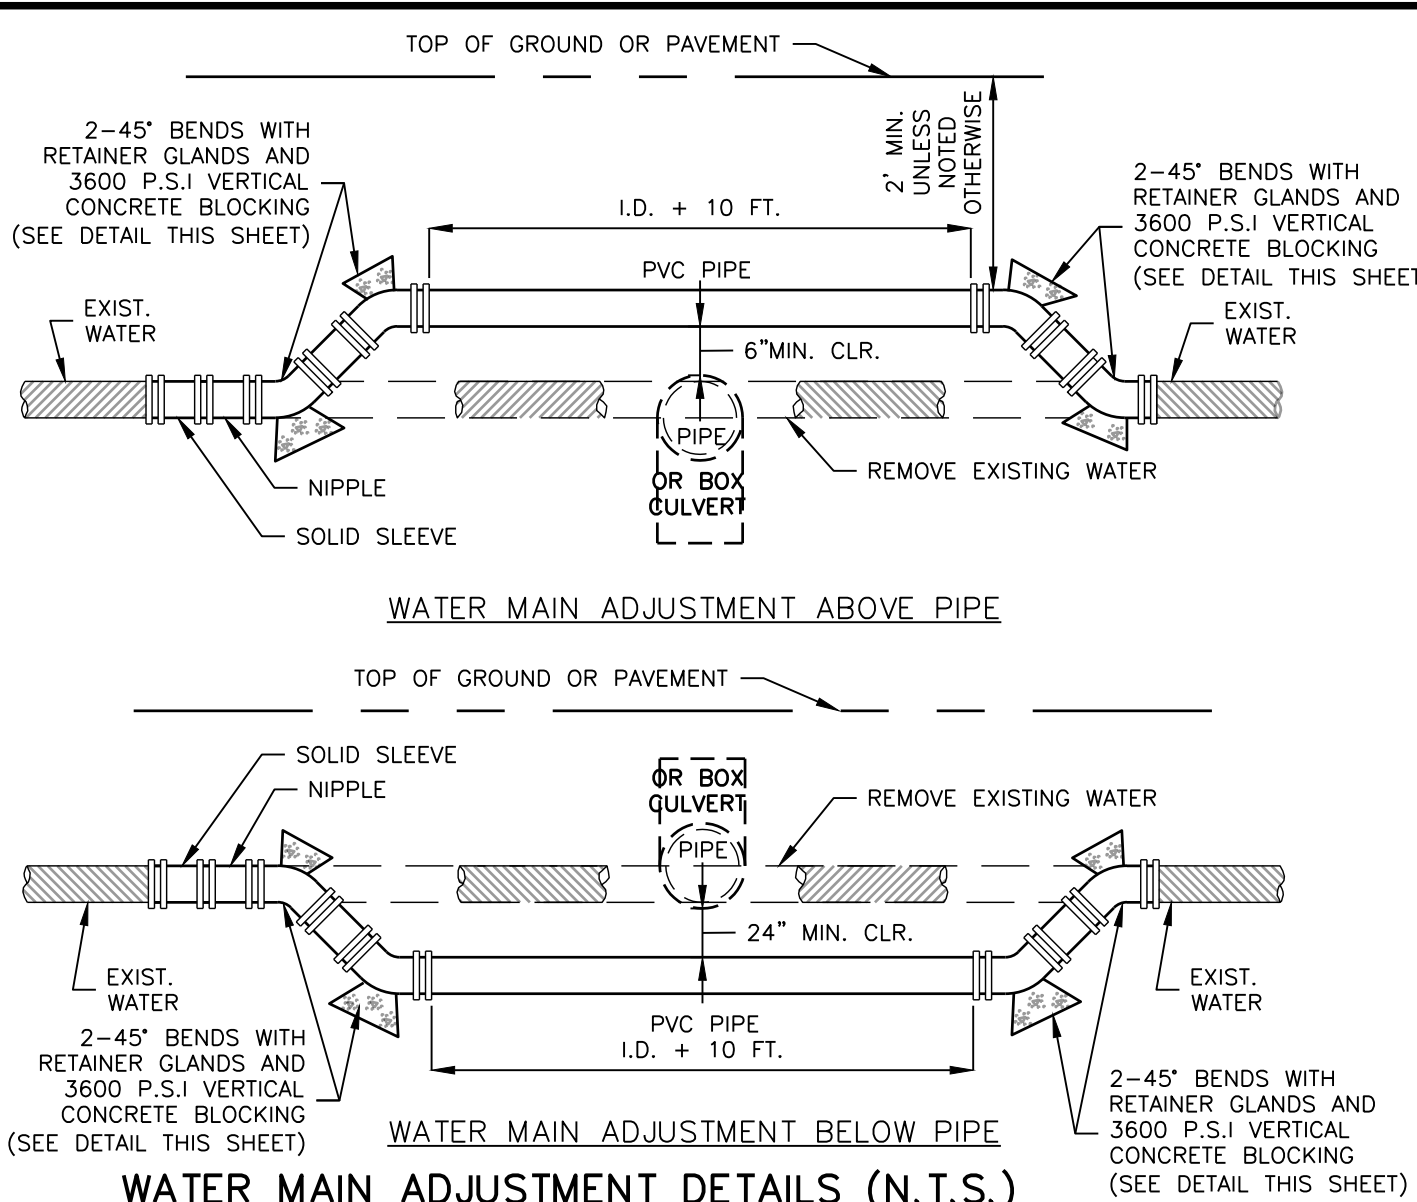 TOP OF GROUND OR PAVEMENT
2-45° BENDS WITH
RETAINER GLANDS AND
3600 P.S.I VERTICAL
CONCRETE BLOCKING
(SEE DETAIL THIS SHEET)
2' MIN.
UNLESS
NOTED
OTHERWISE
2-45° BENDS WITH
RETAINER GLANDS AND
3600 P.S.I VERTICAL
CONCRETE BLOCKING
(SEE DETAIL THIS SHEET
I.D. + 10 FT.
PVC PIPE
EXIST.
WATER
EXIST.
WATER
6"MIN. CLR.
PIPE
OR BOX
CULVERT
REMOVE EXISTING WATER
NIPPLE
SOLID SLEEVE
WATER MAIN ADJUSTMENT ABOVE PIPE
TOP OF GROUND OR PAVEMENT
SOLID SLEEVE
NIPPLE
OR BOX
CULVERT
PIPE
REMOVE EXISTING WATER
24" MIN. CLR.
EXIST.
WATER
EXIST.
WATER
PVC PIPE
I.D. + 10 FT.
2-45° BENDS WITH
RETAINER GLANDS AND
3600 P.S.I VERTICAL
CONCRETE BLOCKING
(SEE DETAIL THIS SHEET)
2-45° BENDS WITH
RETAINER GLANDS AND
3600 P.S.I VERTICAL
CONCRETE BLOCKING
(SEE DETAIL THIS SHEET)
WATER MAIN ADJUSTMENT BELOW PIPE
WATER MAIN ADJUSTMENT DETAILS (N.T.S.)